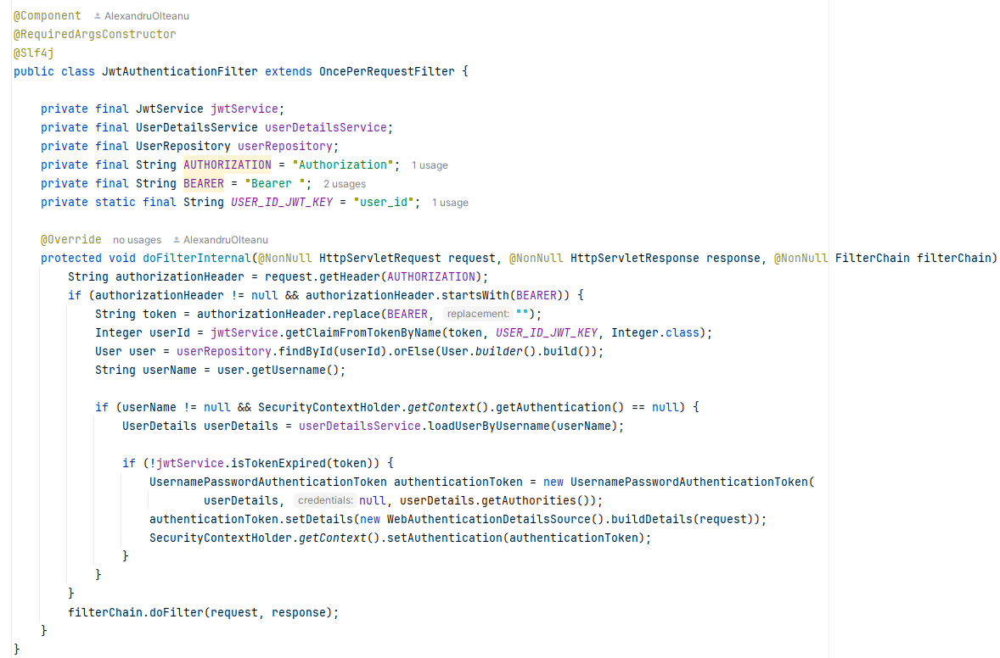 @Component AlexandruOlteanu
@RequiredArgsConstructor
@Slf4j
public class JwtAuthenticationFilter extends OncePerRequestFilter {
private final JwtService jwtService;
private final UserDetailsService userDetailsService;
private final UserRepository userRepository;
private final String AUTHORIZATION = "Authorization"; 1 usage
private final String BEARER = "Bearer "; 2 usages
private static final String USER_ID_JWT_KEY = "user_id"; 1 usage
@Override no usages AlexandruOlteanu
protected void doFilterInternal(@NonNull HttpServletRequest request, @NonNull HttpServletResponse response, @NonNull FilterChain filterChain)
String authorizationHeader = request.getHeader(AUTHORIZATION);
if (authorizationHeader != null && authorizationHeader.startsWith(BEARER)) {
String token = authorizationHeader.replace(BEARER, replacement: "");
Integer userId = jwtService.getClaimFromTokenByName(token, USER_ID_JWT_KEY, Integer.class);
User user = userRepository.findById(userId).orElse(User.builder().build());
String userName = user.getUsername();
if (userName != null && SecurityContextHolder.getContext().getAuthentication() == null) {
UserDetails userDetails = userDetailsService.loadUserByUsername(userName);
if (!jwtService.isTokenExpired(token)) {
UsernamePasswordAuthenticationToken authenticationToken = new UsernamePasswordAuthenticationToken(
userDetails, credentials: null, userDetails.getAuthorities());
authenticationToken.setDetails(new WebAuthenticationDetailsSource().buildDetails(request));
SecurityContextHolder.getContext().setAuthentication(authenticationToken);
}
}
}
filterChain.doFilter(request, response);
}
}